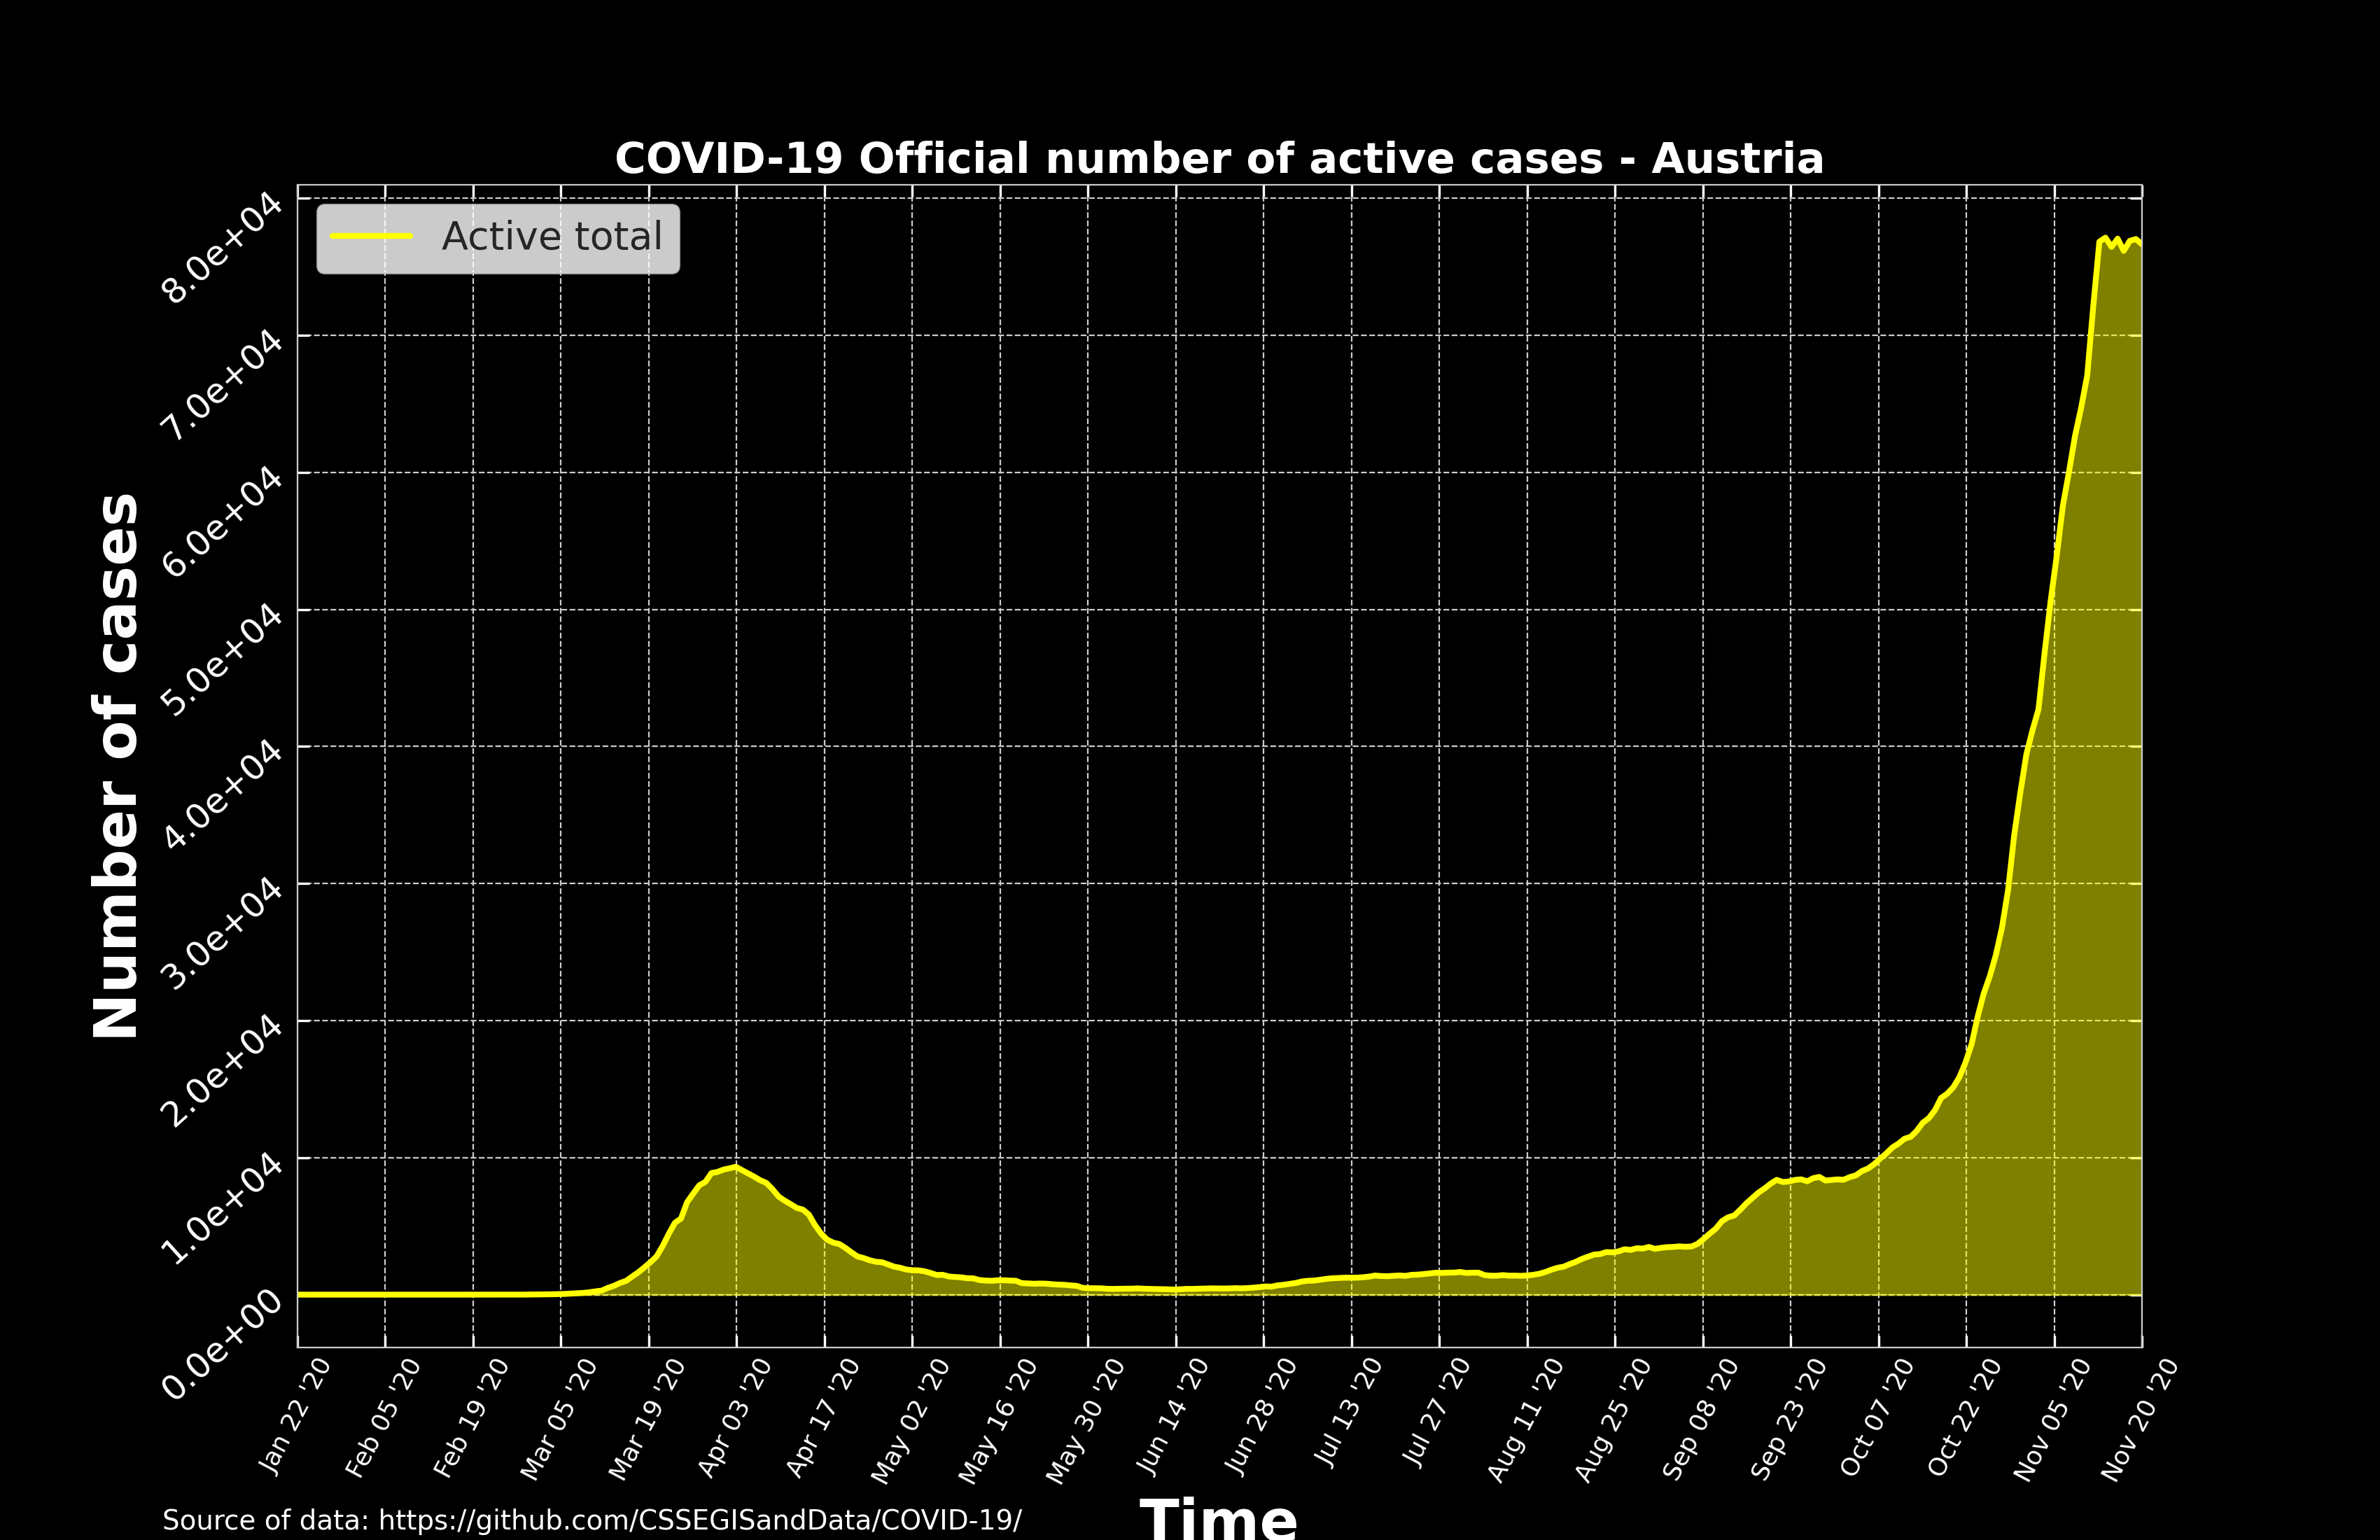 COVID-19 Official number of active cases - Austria
Active total
Number of cases
8.0e+04
7.0e+04
6.0e+04
5.0e+04
4.0e+04
3.0e+04
2.0e+04
1.0e+04
0.0e+00
Jan 22 '20
Feb 05 '20
Feb 19 '20
Mar 05 '20
Mar 19 '20
Apr 03 '20
Apr 17 '20
May 02 '20
May 16 '20
May 30 '20
Jun 14 '20
Jun 28 '20
Jul 13 '20
Jul 27 '20
Aug 11 '20
Aug 25 '20
Sep 08 '20
Sep 23 '20
Oct 07 '20
Oct 22 '20
Nov 05 '20
Nov 20 '20
Time
Source of data: https://github.com/CSSEGISandData/COVID-19/